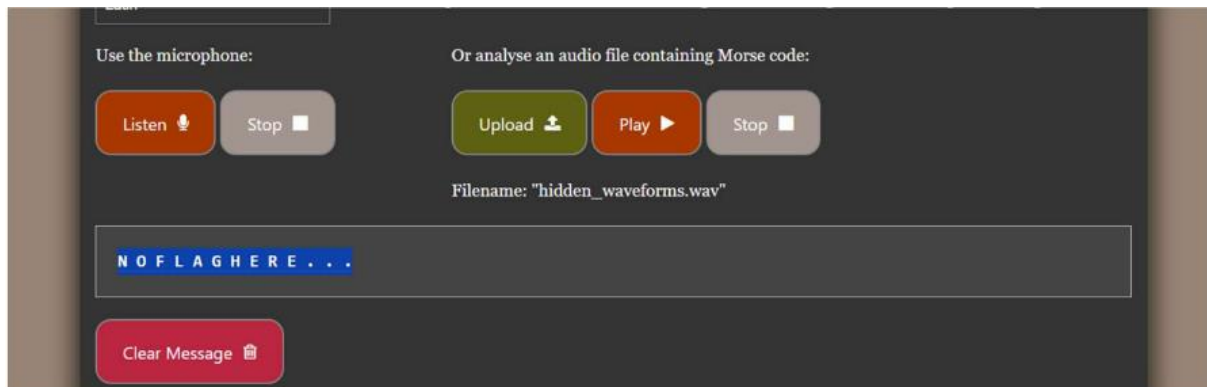 Use the microphone:
Or analyse an audio file containing Morse code:
Listen
Stop
Upload
Play
Stop
Filename: "hidden_waveforms.wav"
N O F L A G H E R E . . .
Clear Message